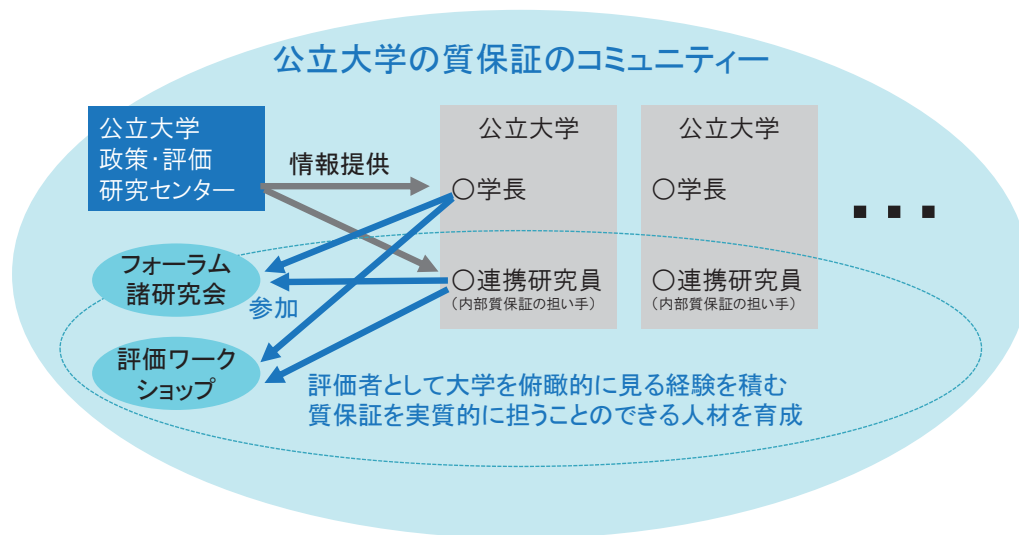 公立大学の質保証のコミュニティー
公立大学
政策・評価
研究センター
情報提供
公立大学
○学長
○連携研究員
（内部質保証の担い手）
公立大学
○学長
○連携研究員
（内部質保証の担い手）
フォーラム
諸研究会
参加
評価ワーク
ショップ
評価者として大学を俯瞰的に見る経験を積む
質保証を実質的に担うことのできる人材を育成